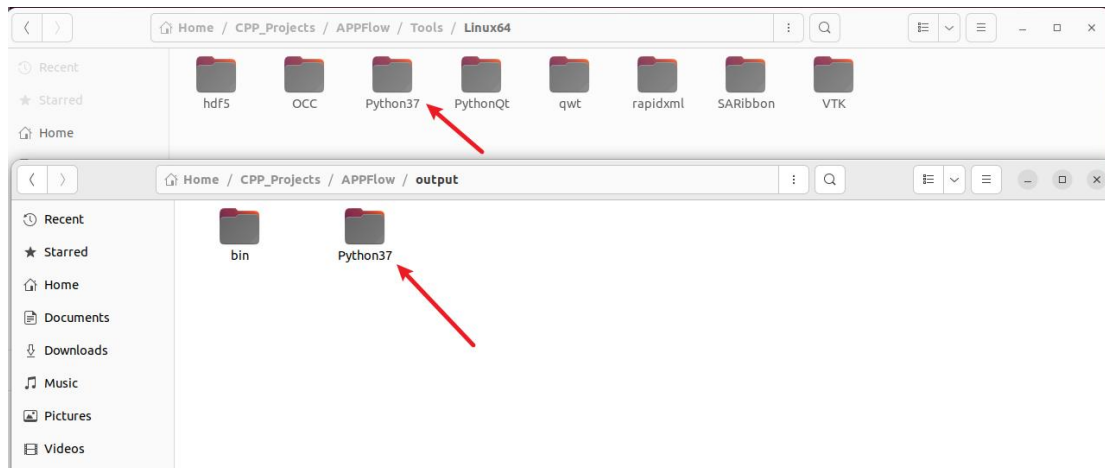 Home / CPP_Projects / APPFlow / Tools / Linux64
Recent
Starred
Home
hdf5 OCC Python37 PythonQt qwt rapidxml SARibbon VTK
Home / CPP_Projects / APPFlow / output
Recent
Starred
Home
Documents
Downloads
Music
Pictures
Videos
bin Python37